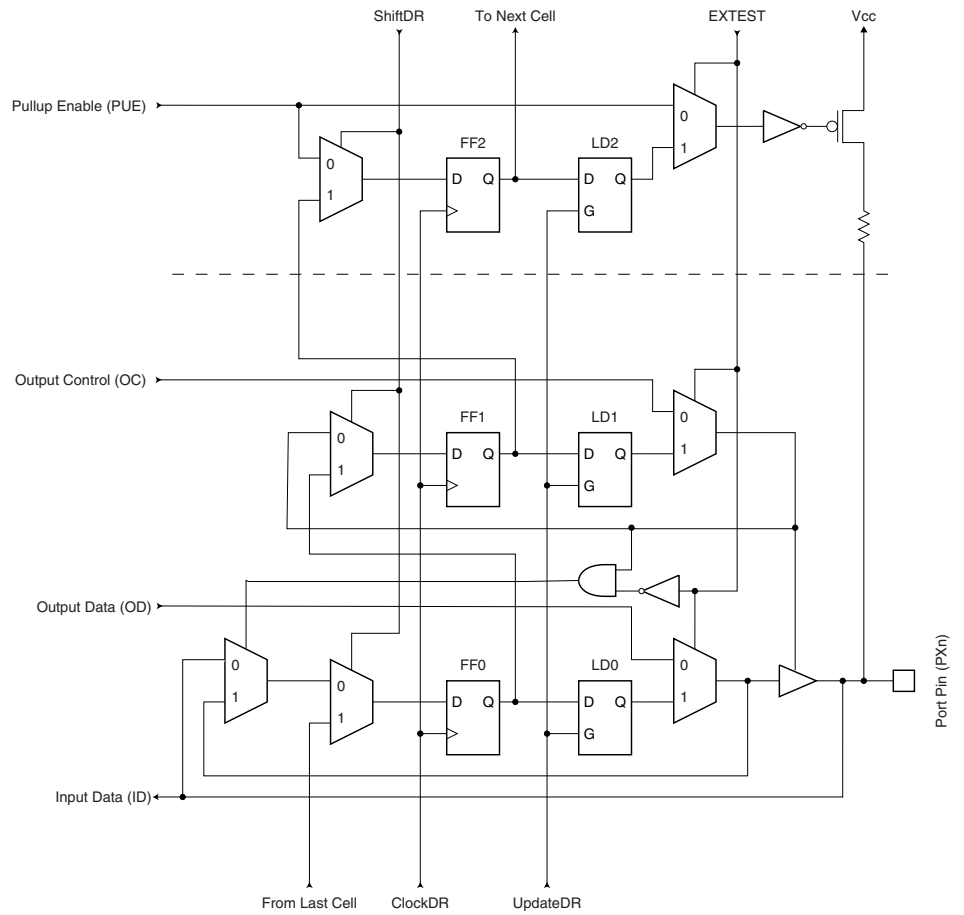 ShiftDR
To Next Cell
EXTEST
Vcc
Pullup Enable (PUE)
0
1
FF2
D Q
LD2
D Q
G
0
1
Output Control (OC)
0
1
FF1
D Q
LD1
D Q
G
0
1
Output Data (OD)
0
1
0
1
FF0
D Q
LD0
D Q
G
0
1
Port Pin (PXn)
Input Data (ID)
From Last Cell
ClockDR
UpdateDR